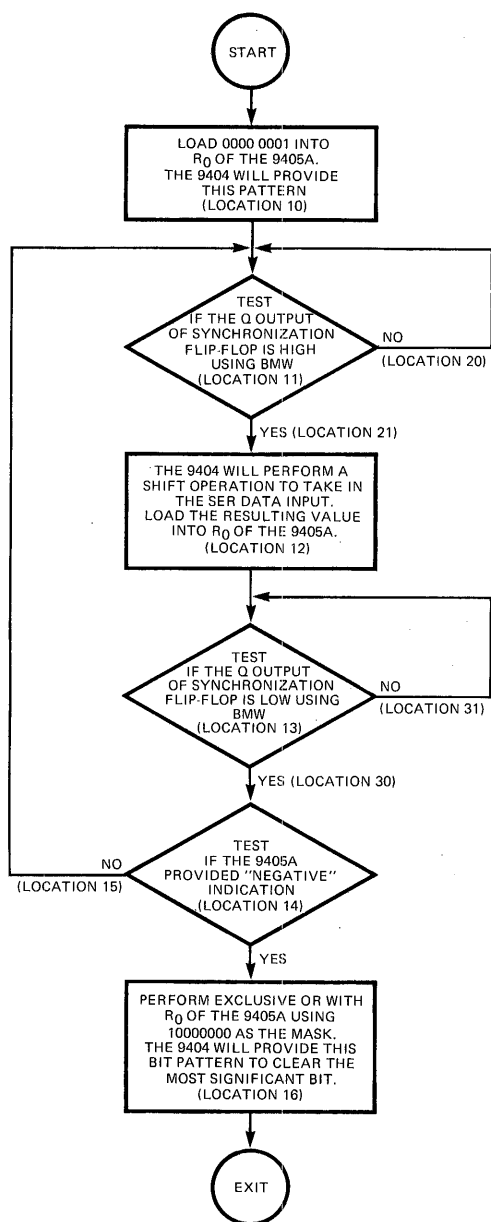 START
LOAD 0000 0001 INTO
R0 OF THE 9405A.
THE 9404 WILL PROVIDE
THIS PATTERN
(LOCATION 10)
TEST
IF THE Q OUTPUT
OF SYNCHRONIZATION
FLIP-FLOP IS HIGH
USING BMW
(LOCATION 11)
NO
(LOCATION 20)
YES (LOCATION 21)
THE 9404 WILL PERFORM A
SHIFT OPERATION TO TAKE IN
THE SER DATA INPUT.
LOAD THE RESULTING VALUE
INTO R0 OF THE 9405A.
(LOCATION 12)
TEST
IF THE Q OUTPUT
OF SYNCHRONIZATION
FLIP-FLOP IS LOW USING
BMW
(LOCATION 13)
NO
(LOCATION 31)
YES (LOCATION 30)
TEST
IF THE 9405A
PROVIDED "NEGATIVE"
INDICATION
(LOCATION 14)
NO
(LOCATION 15)
YES
PERFORM EXCLUSIVE OR WITH
R0 OF THE 9405A USING
10000000 AS THE MASK.
THE 9404 WILL PROVIDE THIS
BIT PATTERN TO CLEAR THE
MOST SIGNIFICANT BIT.
(LOCATION 16)
EXIT